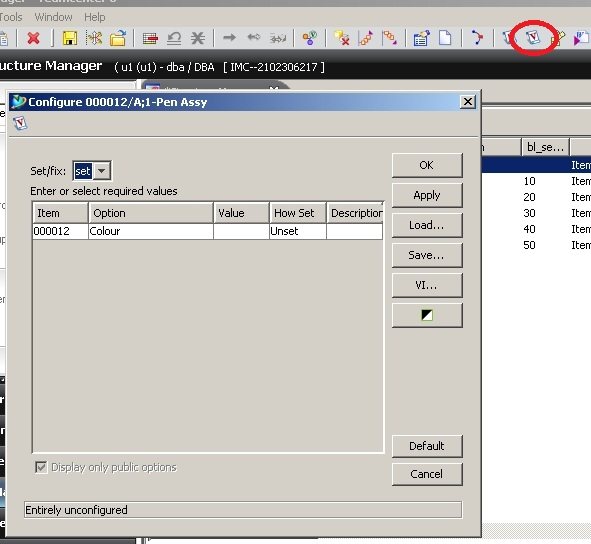 Tools Window Help
ucture Manager ( u1 (u1) - dba / DBA [ IMC--2102306217 ] )
Configure 000012/A;1-Pen Assy
Set/fix: set
Enter or select required values
Item Option Value How Set Description
000012 Colour Unset
OK
Apply
Load...
Save...
VI...
Default
Cancel
Display only public options
Entirely unconfigured
bl_se...
Item
10 Item
20 Item
30 Item
40 Item
50 Item